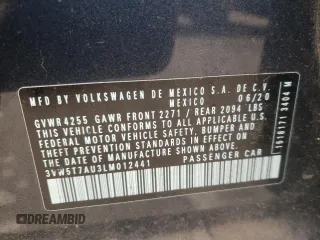 MFD. BY VOLKSWAGEN DE MEXICO S.A. DE C.V.
MEXICO 06/20
GVWR4255 GAWR FRONT 2271 / REAR 2094 LBS
THIS VEHICLE CONFORMS TO ALL APPLICABLE U.S.
FEDERAL MOTOR VEHICLE SAFETY, BUMPER, AND
THEFT PREVENTION STANDARDS IN EFFECT ON THE
DATE OF MANUFACTURE SHOWN ABOVE
3VW5T7AU3LM012441 PASSENGER CAR
© DREAMBID